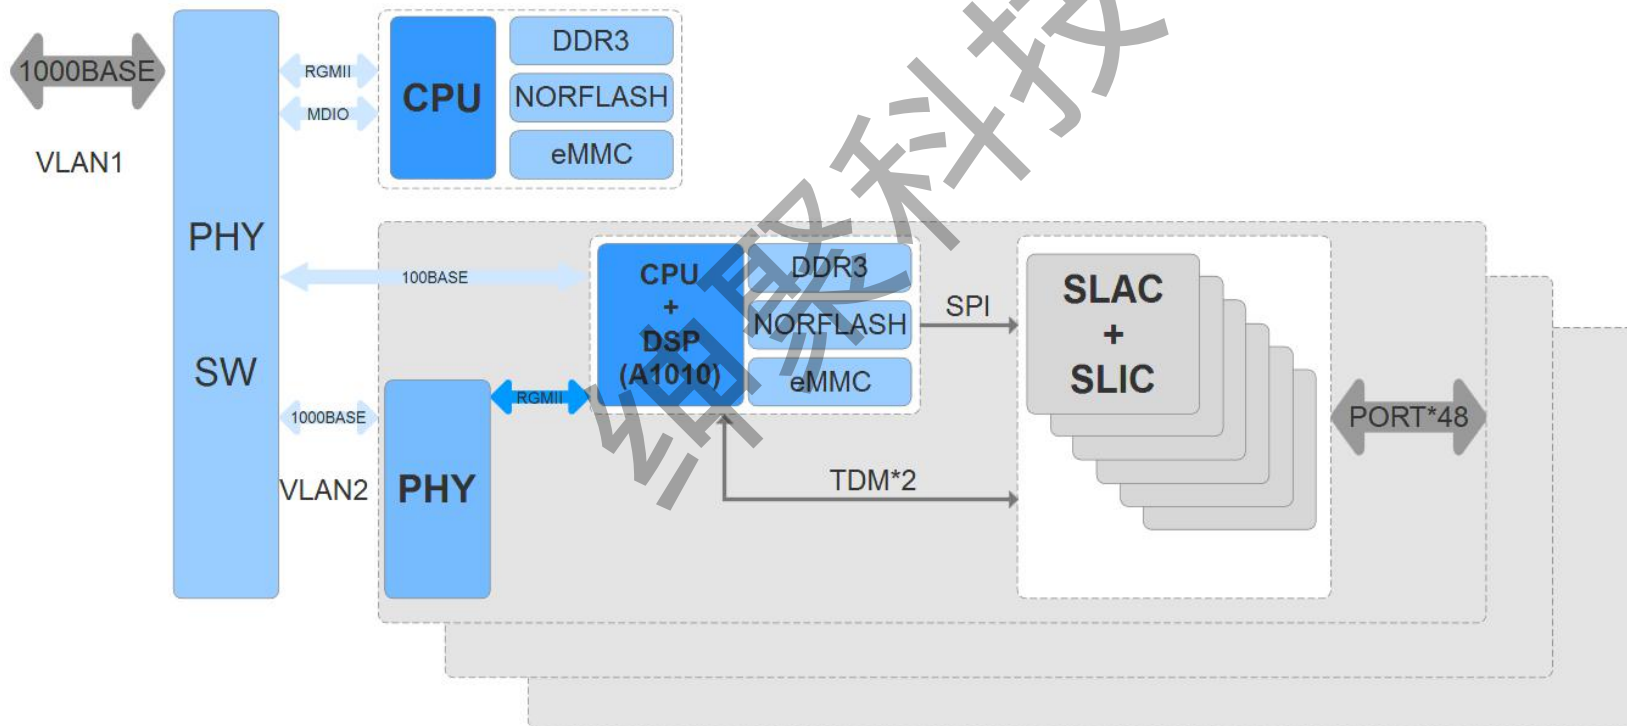 1000BASE
VLAN1
PHY
SW
RGMII
MDIO
CPU
DDR3
NORFLASH
eMMC
100BASE
1000BASE
VLAN2
PHY
RGMII
CPU
+
DSP
(A1010)
DDR3
NORFLASH
eMMC
SPI
TDM*2
SLAC
+
SLIC
PORT*48
绅聚科技